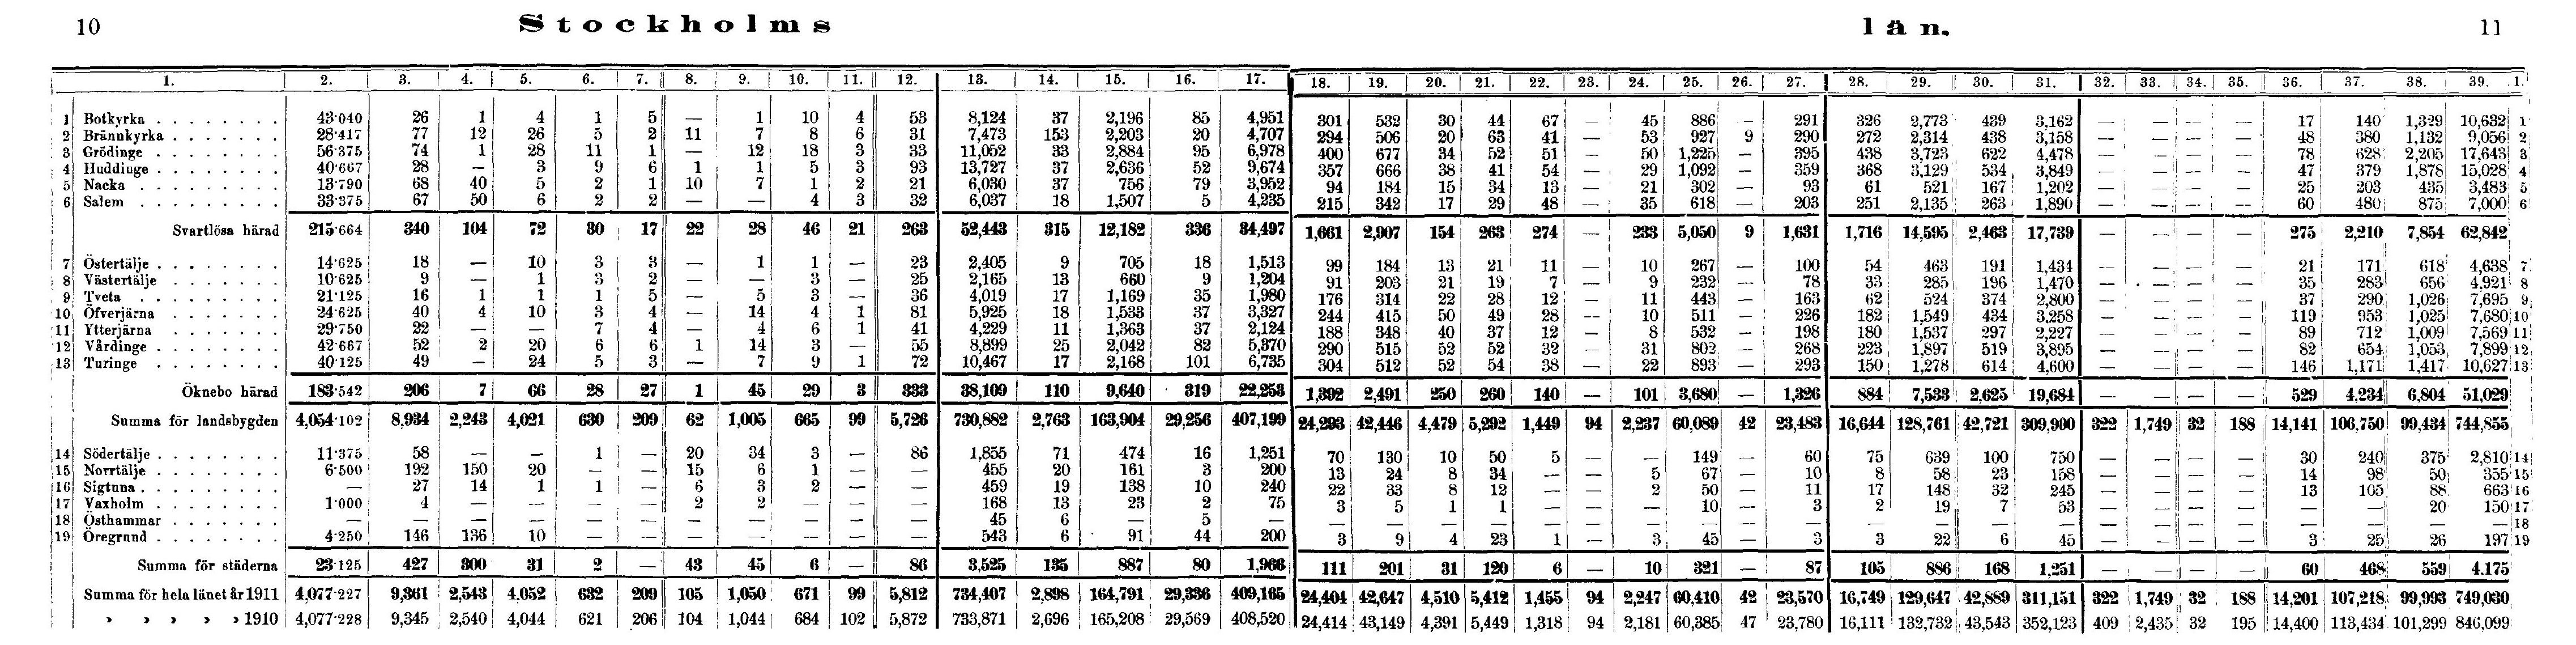 10 Stockholms län. 11
1. 2. 3. 4. 5. 6. 7. 8. 9. 10. 11. 12. 13. 14. 15. 16. 17. 18. 19. 20. 21. 22. 23. 24. 25. 26. 27. 28. 29. 30. 31. 32. 33. 34. 35. 36. 37. 38. 39. 1.
1 Botkyrka 43·040 26 1 4 1 5 — 1 10 4 53 8,124 37 2,196 85 4,951 301 532 30 44 67 — 45 886 — 291 326 2,773 439 3,162 — — — — 17 140 1,329 10,632 1
2 Brännkyrka 28·417 77 12 26 5 2 11 7 8 6 31 7,473 153 2,203 20 4,707 294 506 20 63 41 — 53 927 9 290 272 2,314 438 3,158 — — — — 48 380 1,132 9,056 2
3 Grödinge 56·375 74 1 28 11 1 — 12 18 3 33 11,052 33 2,884 95 6,978 400 677 34 52 51 — 50 1,225 — 395 438 3,723 622 4,478 — — — — 78 628 2,205 17,643 3
4 Huddinge 40·667 28 — 3 9 6 1 1 5 3 93 13,727 37 2,636 52 9,674 357 666 38 41 54 — 29 1,092 — 359 368 3,129 534 3,849 — — — — 47 379 1,878 15,028 4
5 Nacka 13·790 68 40 5 2 1 10 7 1 2 21 6,030 37 756 79 3,952 94 184 15 34 13 — 21 302 — 93 61 521 167 1,202 — — — — 25 203 435 3,483 5
6 Salem 33·375 67 50 6 2 2 — — 4 3 32 6,037 18 1,507 5 4,235 215 342 17 29 48 — 35 618 — 203 251 2,135 263 1,890 — — — — 60 480 875 7,000 6
Svartlösa härad 215·664 340 104 72 30 17 22 28 46 21 263 52,443 315 12,182 336 34,497 1,661 2,907 154 263 274 — 233 5,050 9 1,631 1,716 14,595 2,463 17,739 — — — — 275 2,210 7,854 62,842
7 Östertälje 14·625 18 — 10 3 3 — 1 1 — 23 2,405 9 705 18 1,513 99 184 13 21 11 — 10 267 — 100 54 463 191 1,434 — — — — 21 171 618 4,638 7
8 Västertälje 10·625 9 — 1 3 2 — — 3 — 25 2,165 13 660 9 1,204 91 203 21 19 7 — 9 232 — 78 33 285 196 1,470 — — — — 35 283 656 4,921 8
9 Tveta 21·125 16 1 1 1 5 — 5 3 — 36 4,019 17 1,169 35 1,980 176 314 22 28 12 — 11 443 — 163 62 524 374 2,800 — — — — 37 290 1,026 7,695 9
10 Öfverjärna 24·625 40 4 10 3 4 — 14 4 1 81 5,925 18 1,533 37 3,327 244 415 50 49 28 — 10 511 — 226 182 1,549 434 3,258 — — — — 119 953 1,025 7,680 10
11 Ytterjärna 29·750 22 — — 7 4 — 4 6 1 41 4,229 11 1,363 37 2,124 188 348 40 37 12 — 8 532 — 198 180 1,537 297 2,227 — — — — 89 712 1,009 7,569 11
12 Vårdinge 42·667 52 2 20 6 6 1 14 3 — 55 8,899 25 2,042 82 5,370 290 515 52 52 32 — 31 802 — 268 223 1,897 519 3,895 — — — — 82 654 1,053 7,899 12
13 Turinge 40·125 49 — 24 5 3 — 7 9 1 72 10,467 17 2,168 101 6,735 304 512 52 54 38 — 22 893 — 293 150 1,278 614 4,600 — — — — 146 1,171 1,417 10,627 13
Öknebo härad 183·542 206 7 66 28 27 1 45 29 3 333 38,109 110 9,640 319 22,253 1,392 2,491 250 260 140 — 101 3,680 — 1,326 884 7,533 2,625 19,684 — — — — 529 4,234 6,804 51,029
Summa för landsbygden 4,054·102 8,934 2,243 4,021 630 209 62 1,005 665 99 5,726 730,882 2,763 163,904 29,256 407,199 24,293 42,446 4,479 5,292 1,449 94 2,237 60,089 42 23,483 16,644 128,761 42,721 309,900 322 1,749 32 188 14,141 106,750 99,434 744,855
14 Södertälje 11·375 58 — — 1 — 20 34 3 — 86 1,855 71 474 16 1,251 70 130 10 50 5 — — 149 — 60 75 639 100 750 — — — — 30 240 375 2,810 14
15 Norrtälje 6·500 192 150 20 — — 15 6 1 — — 455 20 161 3 200 13 24 8 34 — — 5 67 — 10 8 58 23 158 — — — — 14 98 50 355 15
16 Sigtuna — 27 14 1 1 — 6 3 2 — — 459 19 138 10 240 22 33 8 12 — — 2 50 — 11 17 148 32 245 — — — — 13 105 88 663 16
17 Vaxholm 1·000 4 — — — — 2 2 — — — 168 13 23 2 75 3 5 1 1 — — — 10 — 3 2 19 7 53 — — — — — — 20 150 17
18 Östhammar — — — — — — — — — — — 45 6 — 5 — — — — — — — — — — — — — — — — — — — — — — — 18
19 Öregrund 4·250 146 136 10 — — — — — — — 543 6 91 44 200 3 9 4 23 1 — 3 45 — 3 3 22 6 45 — — — — 3 25 26 197 19
Summa för städerna 23·125 427 300 31 2 — 43 45 6 — 86 3,525 135 887 80 1,966 111 201 31 120 6 — 10 321 — 87 105 886 168 1,251 — — — — 60 468 559 4,175
Summa för hela länet år 1911 4,077·227 9,361 2,543 4,052 632 209 105 1,050 671 99 5,812 734,407 2,898 164,791 29,336 409,165 24,404 42,647 4,510 5,412 1,455 94 2,247 60,410 42 23,570 16,749 129,647 42,889 311,151 322 1,749 32 188 14,201 107,218 99,993 749,030
» » » » » 1910 4,077·228 9,345 2,540 4,044 621 206 104 1,044 684 102 5,872 733,871 2,696 165,208 29,569 408,520 24,414 43,149 4,391 5,449 1,318 94 2,181 60,385 47 23,780 16,111 132,732 43,543 352,123 409 2,435 32 195 14,400 113,434 101,299 846,099